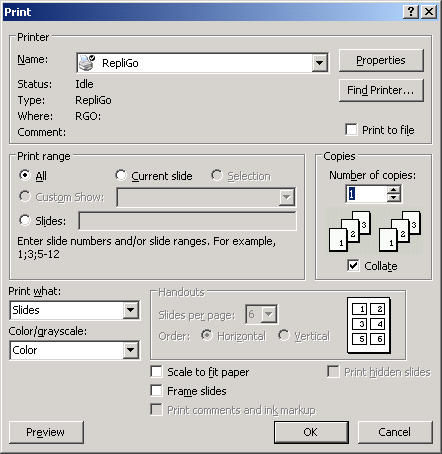 Print
Printer
Name: RepliGo Properties
Status: Idle
Type: RepliGo Find Printer...
Where: RGO:
Comment: Print to file
Print range Copies
All Current slide Selection Number of copies:
Custom Show: 1
Slides:
Enter slide numbers and/or slide ranges. For example,
1;3;5-12
1 2 3 1 2 3
Collate
Print what: Handouts
Slides Slides per page: 6 1 2
Color/grayscale: Order: Horizontal Vertical 3 4
Color 5 6
Scale to fit paper Print hidden slides
Frame slides
Print comments and ink markup
Preview OK Cancel